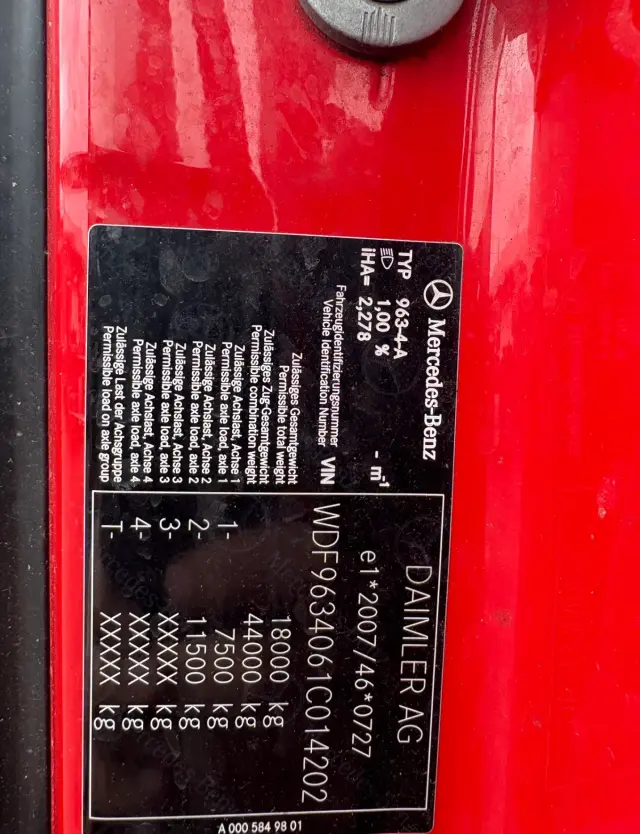 Mercedes-Benz
DAIMLER AG
TYP 963-4-A
1,00 % - m⁻¹ e1*2007/46*0727
iHA= 2,278
Fahrzeugidentifizierungsnummer
Vehicle Identification Number VIN WDF9634061C014202
Zulässiges Gesamtgewicht
Permissible total weight 18000 kg
Zulässiges Zug-Gesamtgewicht
Permissible combination weight 44000 kg
Zulässige Achslast, Achse 1
Permissible axle load, axle 1 1- 7500 kg
Zulässige Achslast, Achse 2
Permissible axle load, axle 2 2- 11500 kg
Zulässige Achslast, Achse 3
Permissible axle load, axle 3 3- XXXXX kg
Zulässige Achslast, Achse 4
Permissible axle load, axle 4 4- XXXXX kg
Zulässige Last der Achsgruppe
Permissible load on axle group T- XXXXX kg
A 000 584 98 01